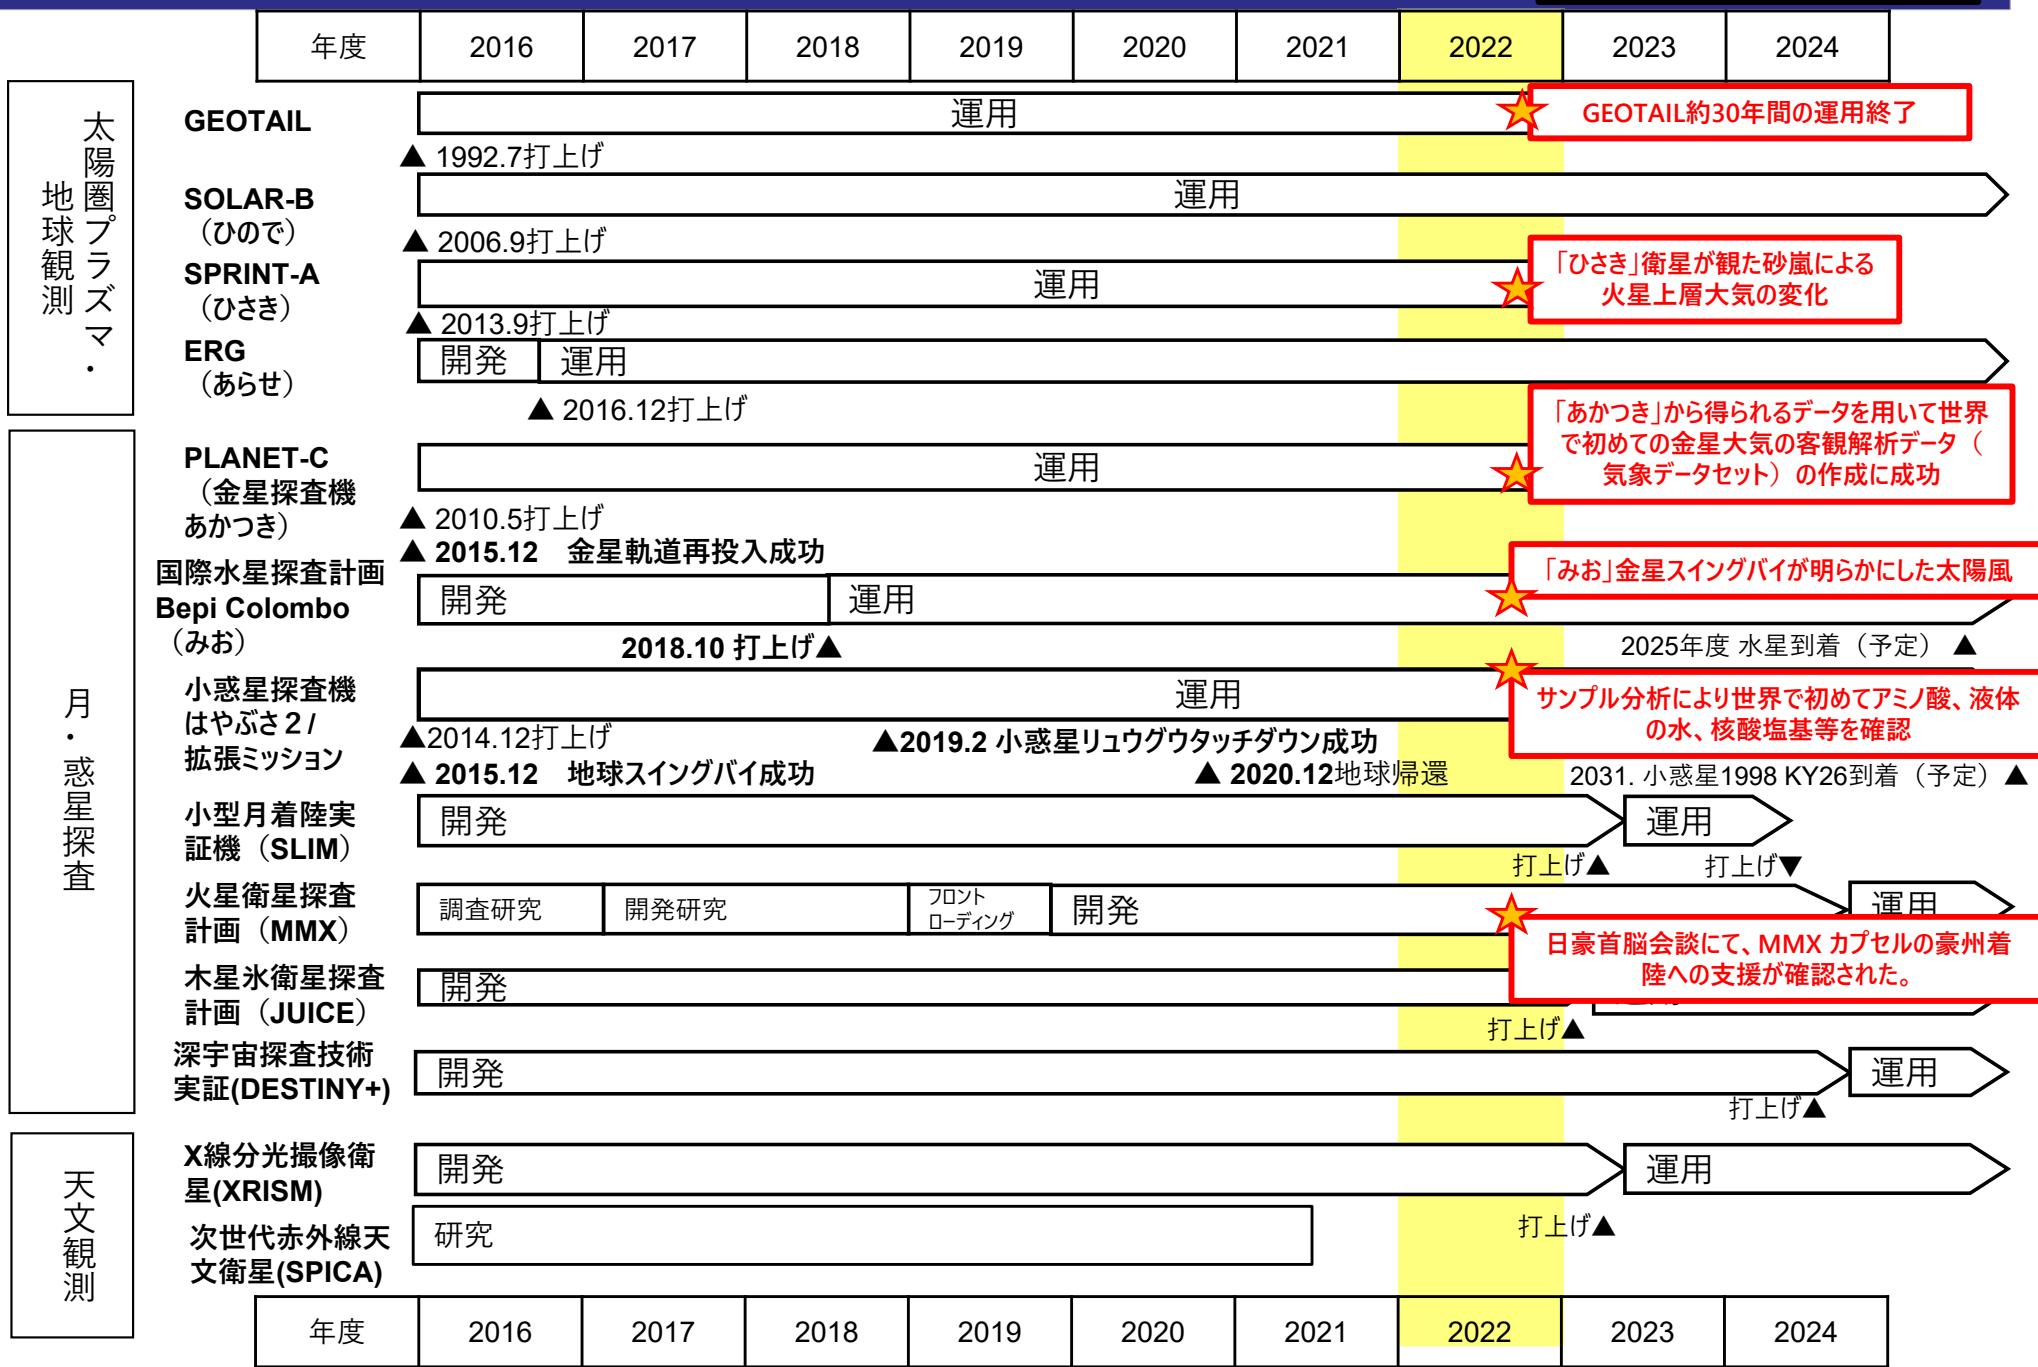 年度 2016 2017 2018 2019 2020 2021 2022 2023 2024
太陽圏プラズマ・
地球観測
GEOTAIL
運用
GEOTAIL約30年間の運用終了
▲ 1992.7打上げ
SOLAR-B
（ひので）
運用
▲ 2006.9打上げ
SPRINT-A
（ひさき）
運用
「ひさき」衛星が観た砂嵐による
火星上層大気の変化
▲ 2013.9打上げ
ERG
（あらせ）
開発 運用
▲ 2016.12打上げ
月・惑星探査
PLANET-C
（金星探査機
あかつき）
運用
「あかつき」から得られるデータを用いて世界
で初めての金星大気の客観解析データ（
気象データセット）の作成に成功
▲ 2010.5打上げ
▲ 2015.12 金星軌道再投入成功
国際水星探査計画
Bepi Colombo
（みお）
開発 運用
「みお」金星スイングバイが明らかにした太陽風
2018.10 打上げ▲
2025年度 水星到着（予定） ▲
小惑星探査機
はやぶさ２/
拡張ミッション
運用
サンプル分析により世界で初めてアミノ酸、液体
の水、核酸塩基等を確認
▲2014.12打上げ
▲2019.2 小惑星リュウグウタッチダウン成功
▲ 2015.12 地球スイングバイ成功
▲ 2020.12地球帰還
2031. 小惑星1998 KY26到着（予定）▲
小型月着陸実
証機（SLIM）
開発 運用
打上げ▲ 打上げ▼
火星衛星探査
計画（MMX）
調査研究 開発研究
フロント
ローディング
開発 運用
日豪首脳会談にて、MMX カプセルの豪州着
陸への支援が確認された。
木星氷衛星探査
計画（JUICE）
開発
打上げ▲
深宇宙探査技術
実証(DESTINY+)
開発 運用
打上げ▲
天文観測
X線分光撮像衛
星(XRISM)
開発 運用
打上げ▲
次世代赤外線天
文衛星(SPICA)
研究
年度 2016 2017 2018 2019 2020 2021 2022 2023 2024